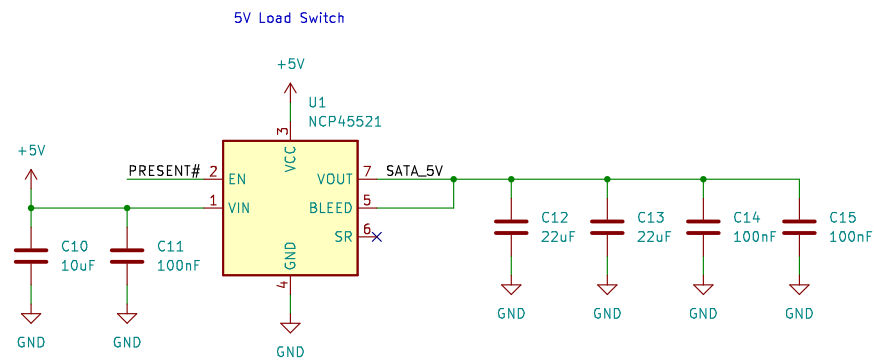 5V Load Switch
+5V
U1
NCP45521
3
VCC
+5V
PRESENT#
2
EN
VOUT
7
SATA_5V
1
VIN
BLEED
5
SR
6
C10
10uF
C11
100nF
C12
22uF
C13
22uF
C14
100nF
C15
100nF
GND
4
GND
GND
GND
GND
GND
GND
GND